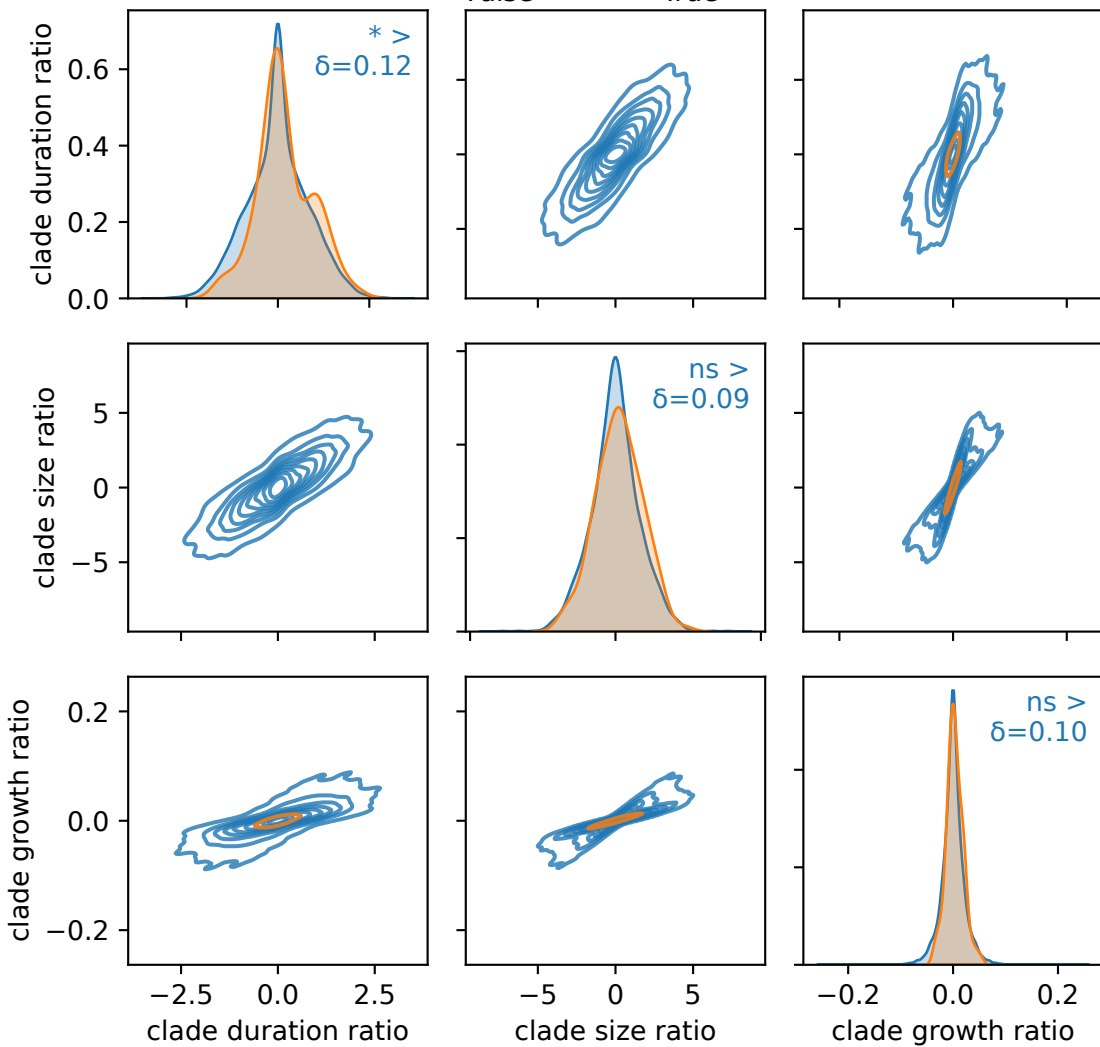 * >
δ=0.12
clade duration ratio
0.6
0.4
0.2
0.0
ns >
δ=0.09
clade size ratio
5
0
−5
ns >
δ=0.10
clade growth ratio
0.2
0.0
−0.2
−2.5 0.0 2.5
−5 0 5
−0.2 0.0 0.2
clade duration ratio
clade size ratio
clade growth ratio